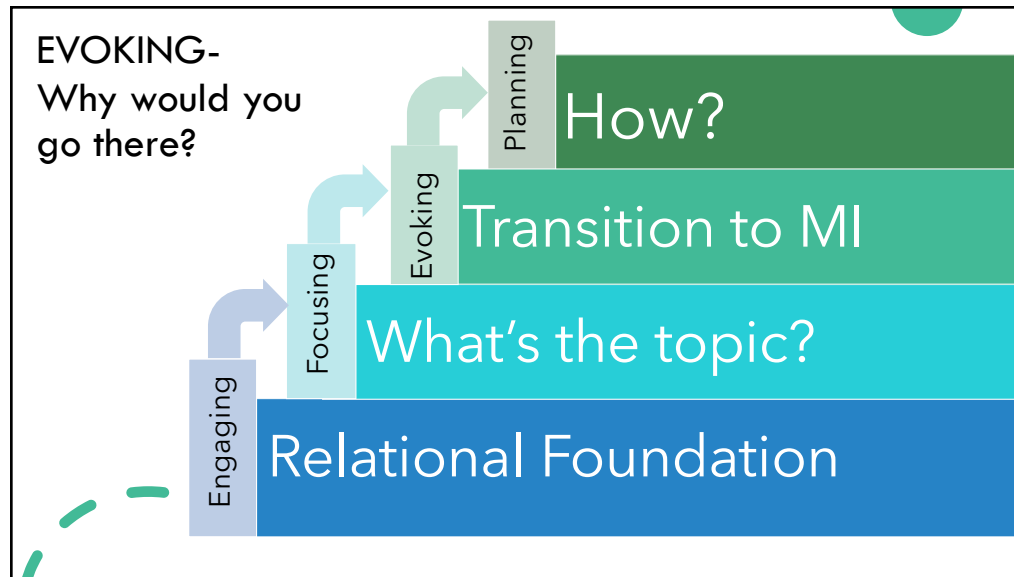 EVOKING-
Why would you
go there?
Planning
How?
Evoking
Transition to MI
Focusing
What's the topic?
Engaging
Relational Foundation